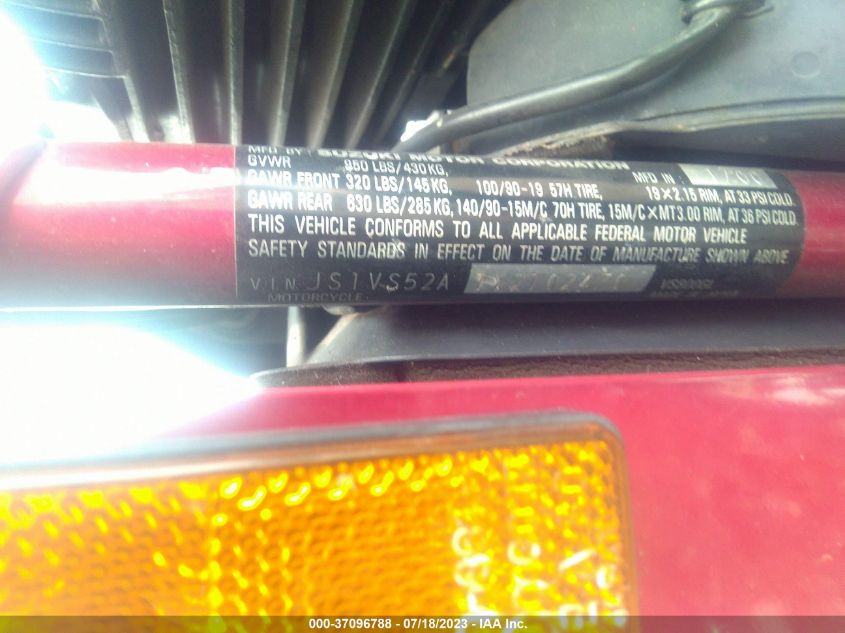 MFD BY SUZUKI MOTOR CORPORATION
GVWR 950 LBS/430 KG, MFD IN :
GAWR FRONT 320 LBS/145 KG, 100/90-19 57H TIRE, 19×2.15 RIM, AT 33 PSI COLD.
GAWR REAR 630 LBS/285 KG, 140/90-15M/C 70H TIRE, 15M/C×MT3.00 RIM, AT 36 PSI COLD.
THIS VEHICLE CONFORMS TO ALL APPLICABLE FEDERAL MOTOR VEHICLE
SAFETY STANDARDS IN EFFECT ON THE DATE OF MANUFACTURE SHOWN ABOVE
V I N JS1VS52A VS800GL
MOTORCYCLE
000-37096788 - 07/18/2023 - © IAA Inc.